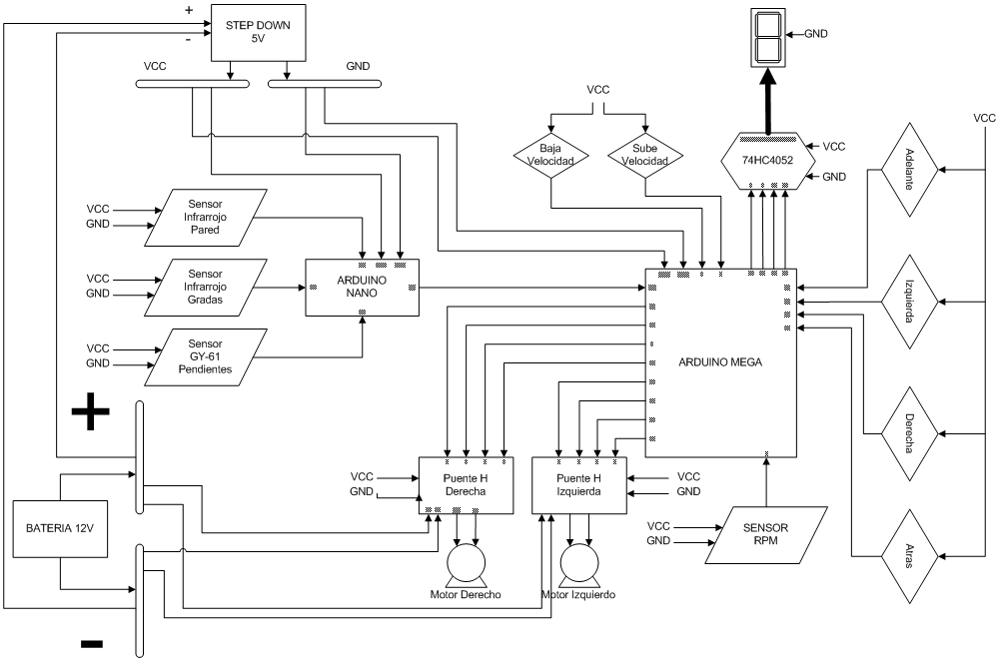 +
-
STEP DOWN
5V
VCC
GND
GND
VCC
Baja
Velocidad
Sube
Velocidad
74HC4052
VCC
GND
VCC
Adelante
Izquierda
Derecha
Atras
VCC
GND
Sensor
Infrarrojo
Pared
VCC
GND
Sensor
Infrarrojo
Gradas
VCC
GND
Sensor
GY-61
Pendientes
ARDUINO
NANO
ARDUINO MEGA
+
BATERIA 12V
-
VCC
GND
Puente H
Derecha
Puente H
Izquierda
VCC
GND
Motor Derecho
Motor Izquierdo
VCC
GND
SENSOR
RPM